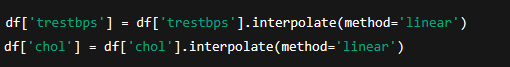 df['trestbps'] = df['trestbps'].interpolate(method='linear')
df['chol'] = df['chol'].interpolate(method='linear')